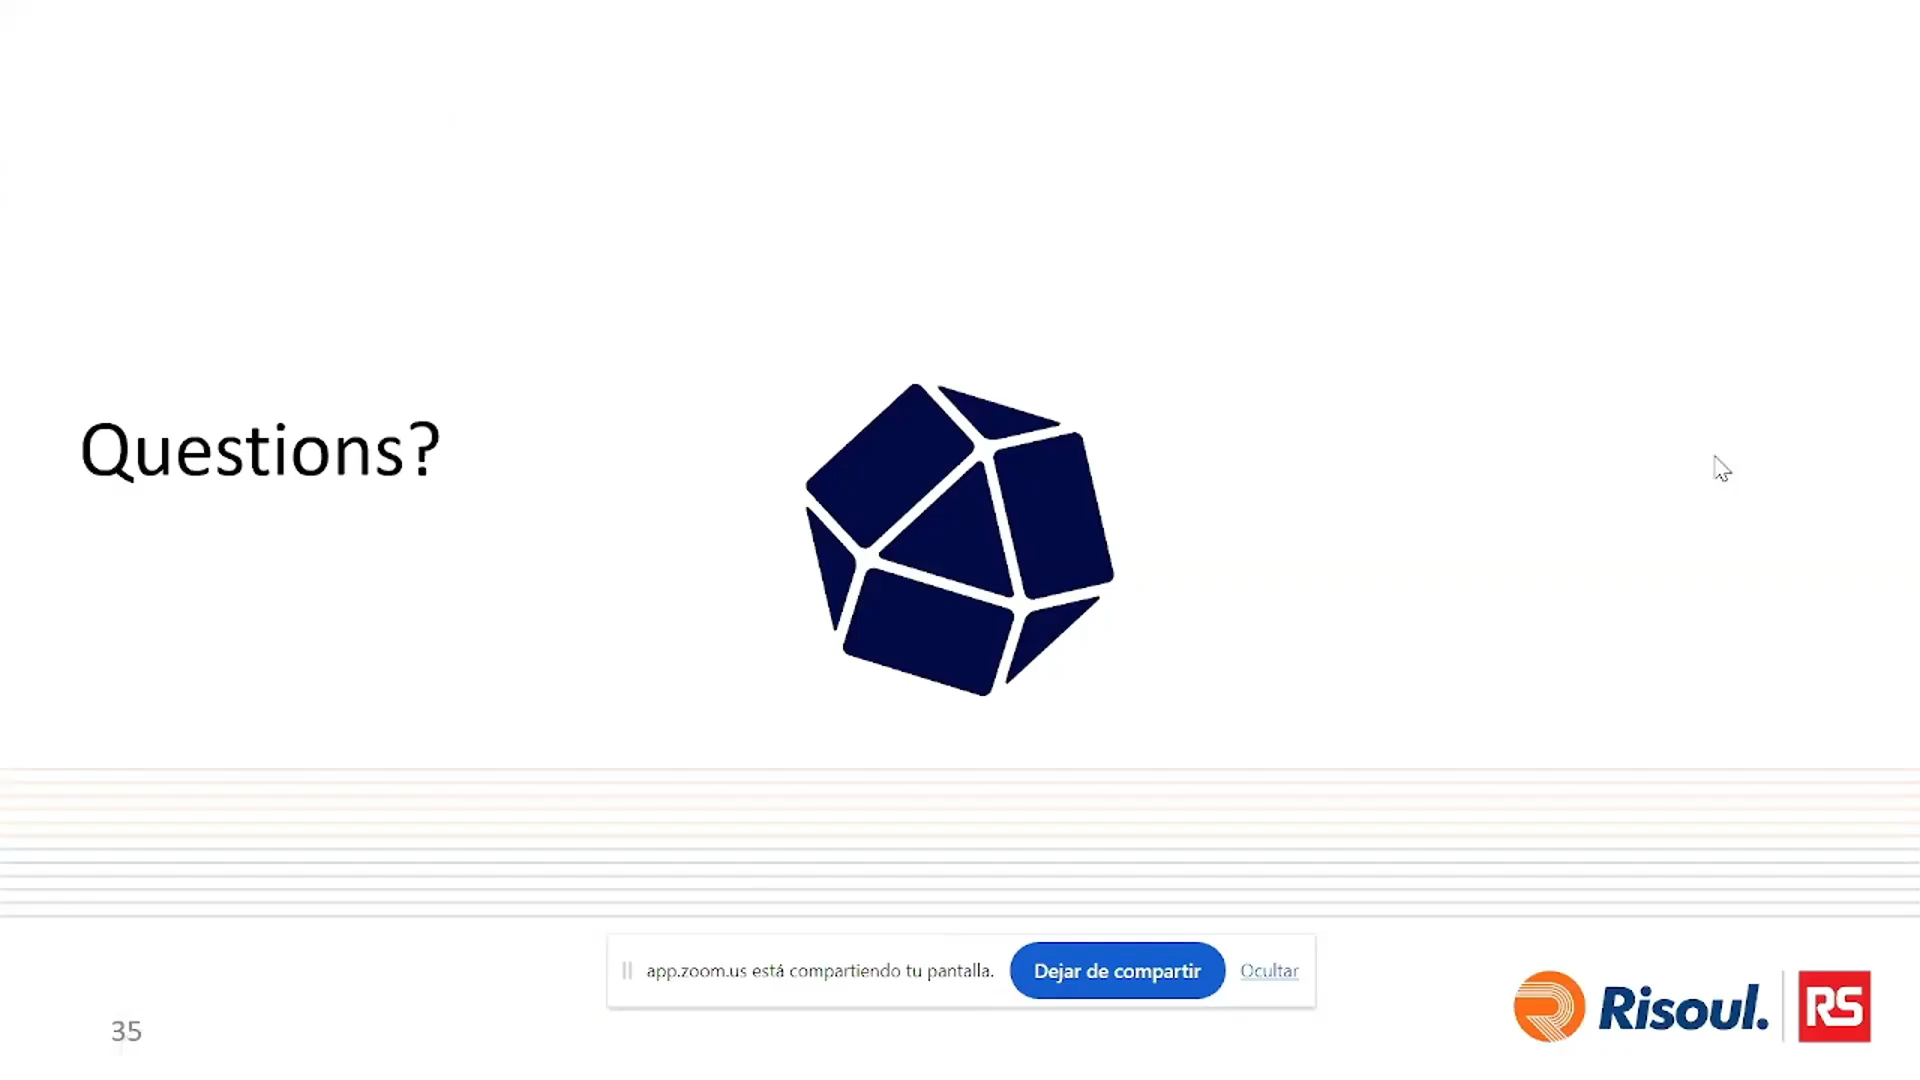 Questions?
app.zoom.us está compartiendo tu pantalla.
Dejar de compartir
Ocultar
35
Risoul.
RS